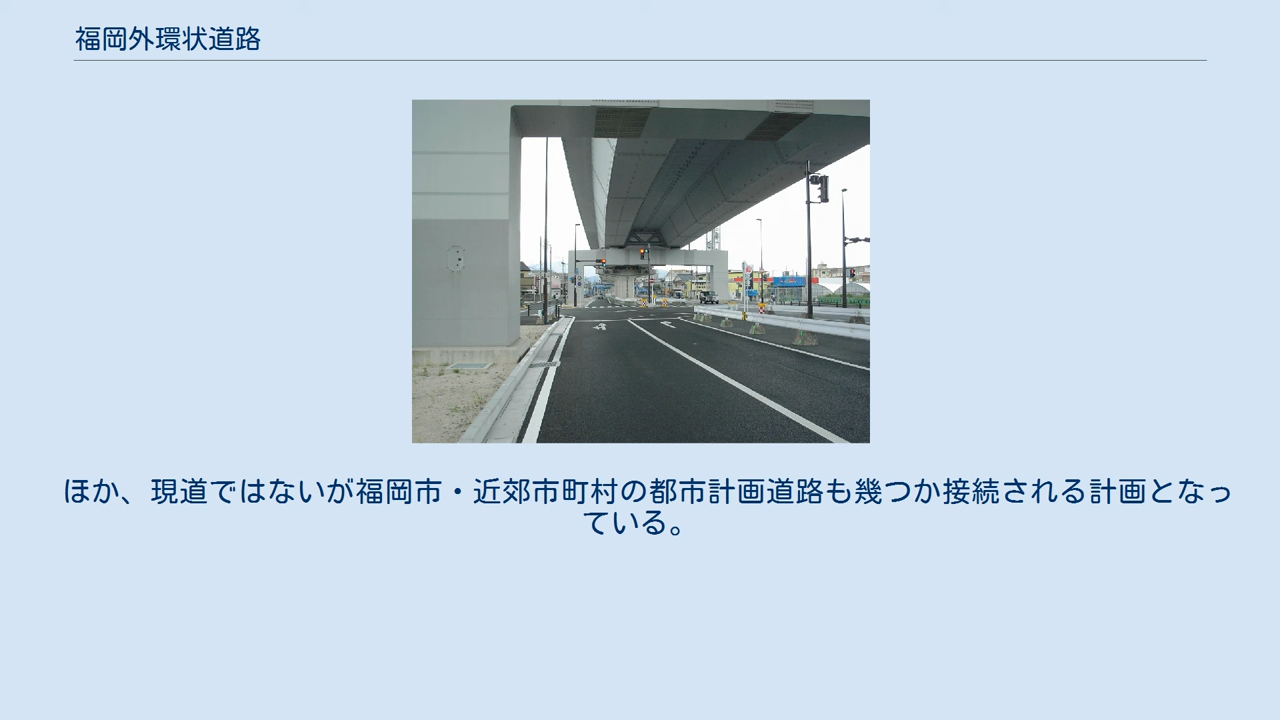 福岡外環状道路
ほか、現道ではないが福岡市・近郊市町村の都市計画道路も幾つか接続される計画となっ
ている。